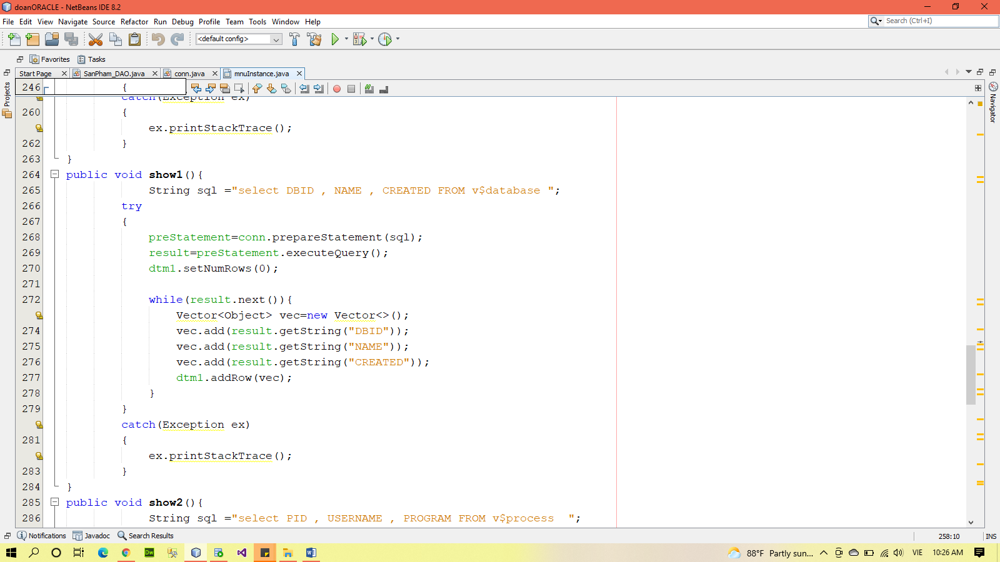 doanORACLE - NetBeans IDE 8.2
File Edit View Navigate Source Refactor Run Debug Profile Team Tools Window Help
Search (Ctrl+I)
<default config>
Favorites Tasks
Start Page SanPham_DAO.java conn.java mnuInstance.java
Projects
Navigator
246 {
catch(Exception ex)
260 {
ex.printStackTrace();
262 }
263 }
264 public void show1(){
265 String sql ="select DBID , NAME , CREATED FROM v$database ";
266 try
267 {
268 preStatement=conn.prepareStatement(sql);
269 result=preStatement.executeQuery();
270 dtm1.setNumRows(0);
271
272 while(result.next()){
Vector<Object> vec=new Vector<>();
274 vec.add(result.getString("DBID"));
275 vec.add(result.getString("NAME"));
276 vec.add(result.getString("CREATED"));
277 dtm1.addRow(vec);
278 }
279 }
catch(Exception ex)
281 {
ex.printStackTrace();
283 }
284 }
285 public void show2(){
286 String sql ="select PID , USERNAME , PROGRAM FROM v$process  ";
Notifications Javadoc Search Results
258:10 INS
Dw
88°F Partly sun... VIE 10:26 AM